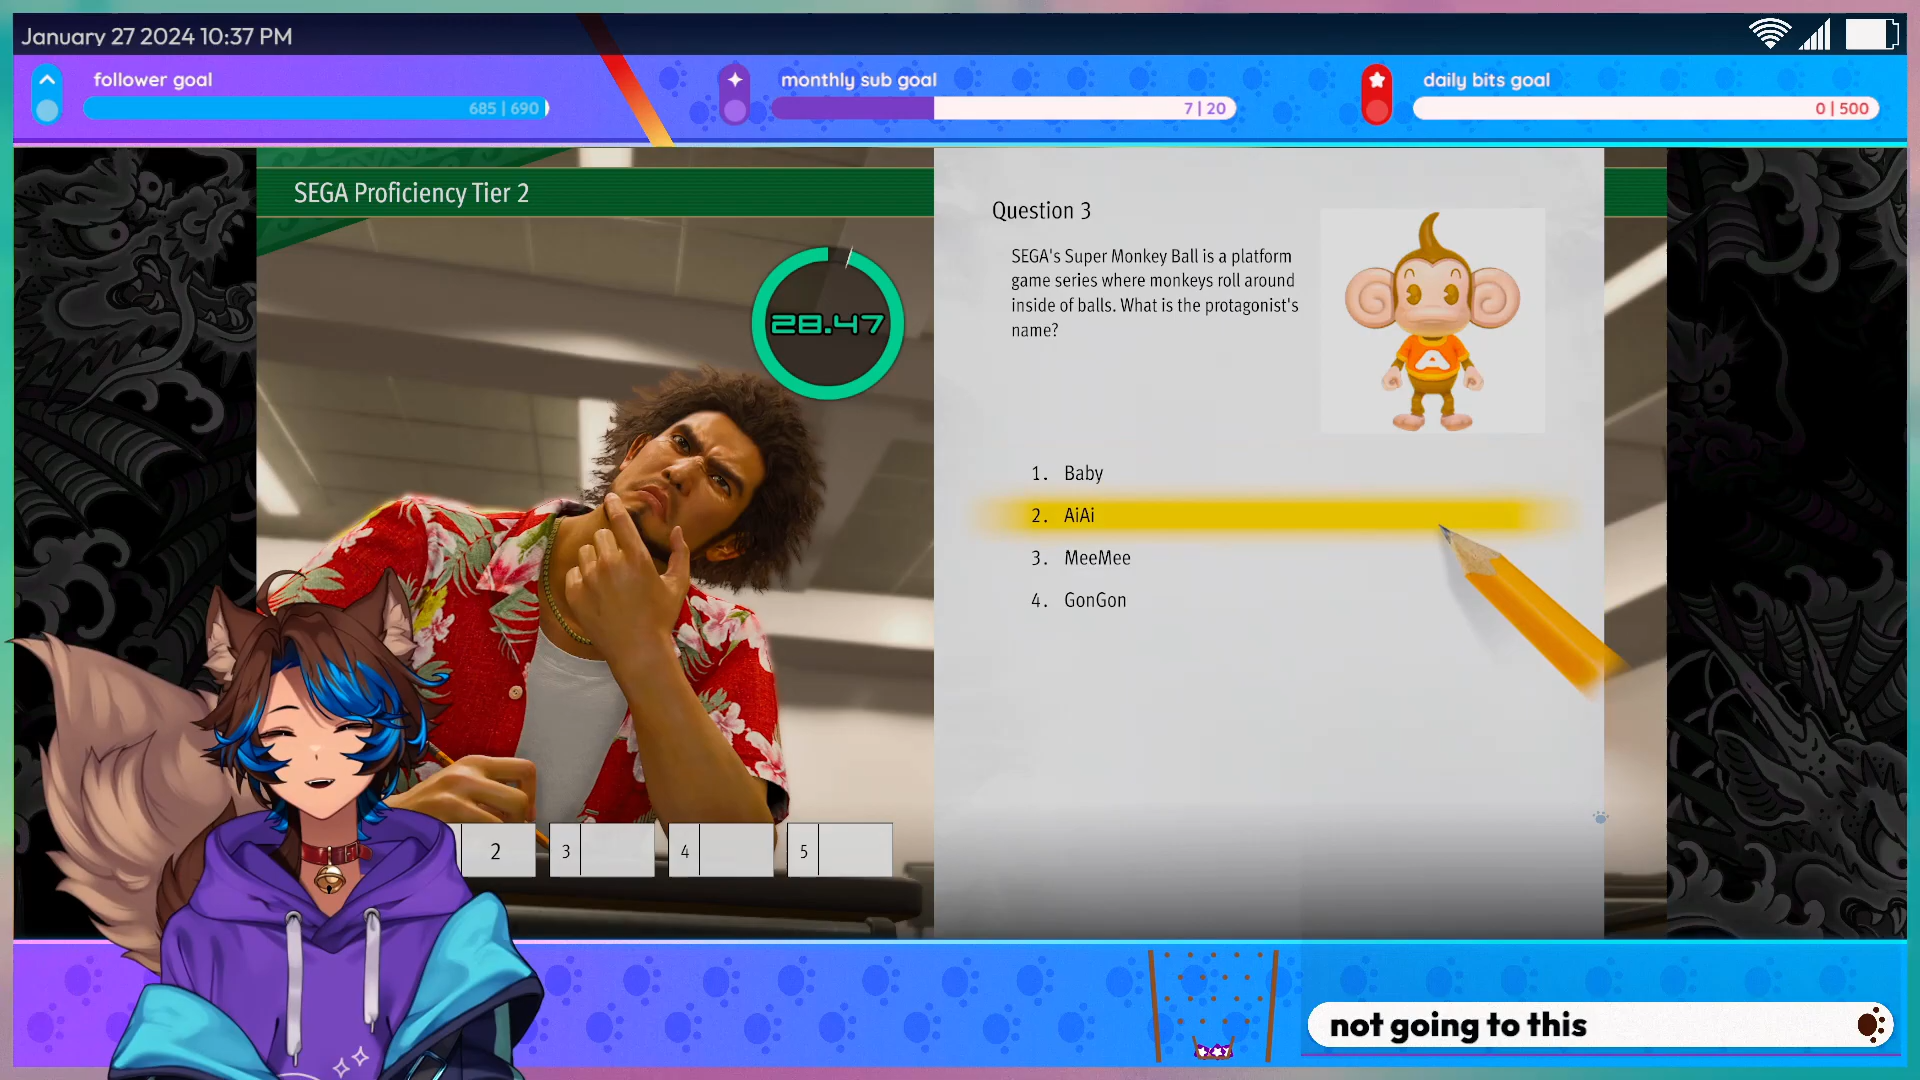 January 27 2024 10:37 PM
follower goal
685 | 690
monthly sub goal
7 | 20
daily bits goal
0 | 500
SEGA Proficiency Tier 2
28.47
Question 3
SEGA's Super Monkey Ball is a platform
game series where monkeys roll around
inside of balls. What is the protagonist's
name?
A
1. Baby
2. AiAi
3. MeeMee
4. GonGon
2
3
4
5
not going to this